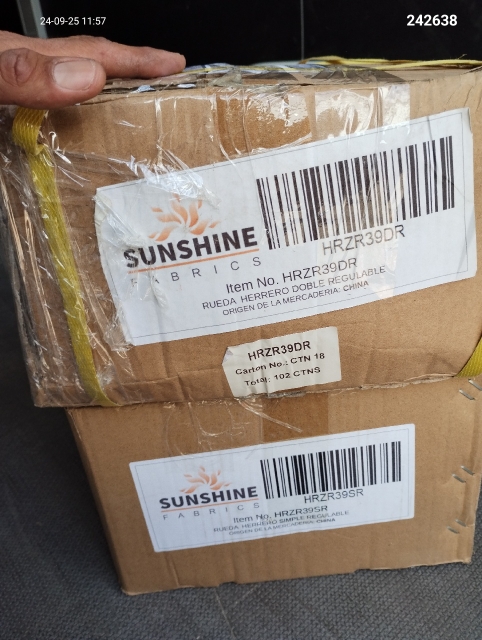 24-09-25 11:57
242638
SUNSHINE
FABRICS
HRZR39DR
Item No. HRZR39DR
RUEDA HERRERO DOBLE REGULABLE
ORIGEN DE LA MERCADERIA: CHINA
HRZR39DR
Carton No.: CTN 18
Total: 102 CTNS
SUNSHINE
FABRICS
HRZR39SR
Item No. HRZR39SR
RUEDA HERRERO SIMPLE REGULABLE
ORIGEN DE LA MERCADERIA: CHINA